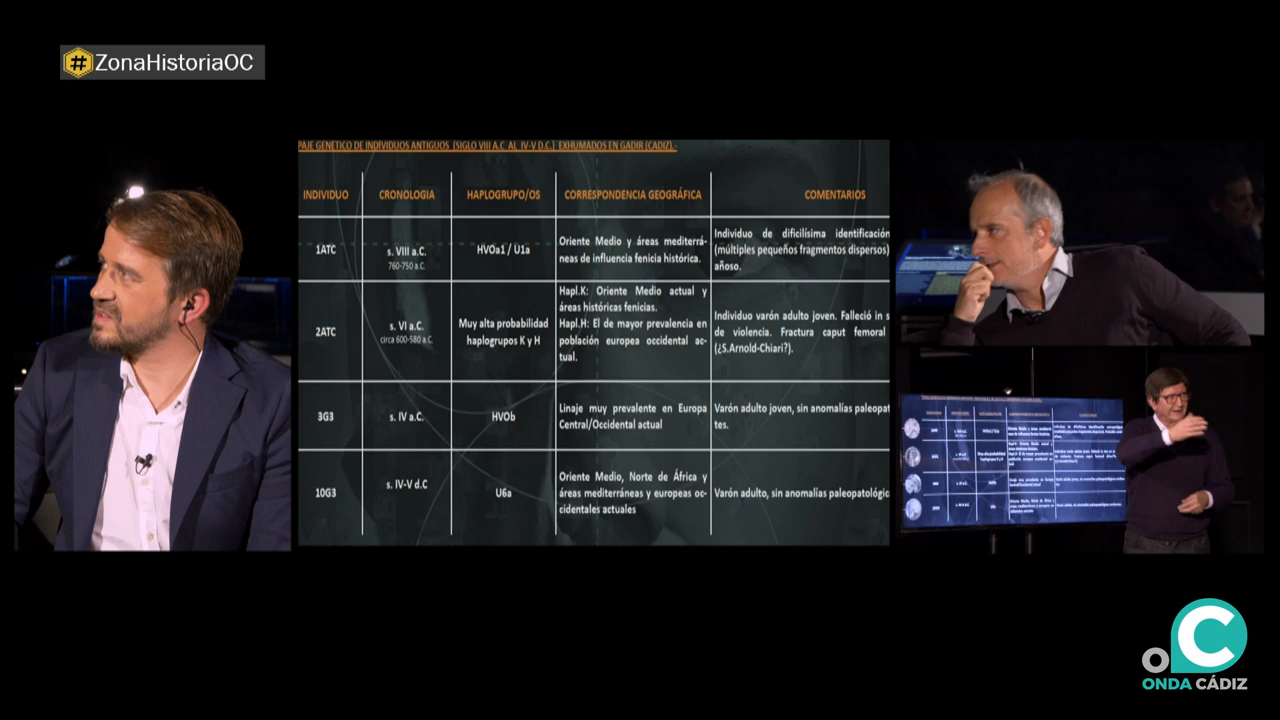 #ZonaHistoriaOC
PAJE GENÉTICO DE INDIVIDUOS ANTIGUOS (SIGLO VIII A.C AL IV-V D.C.) EXHUMADOS EN GADIR (CÁDIZ).-
INDIVIDUO CRONOLOGIA HAPLOGRUPO/OS CORRESPONDENCIA GEOGRÁFICA COMENTARIOS
1ATC
s. VIII a.C.
760-750 a C.
HVOa1 / U1a
Oriente Medio y áreas mediterrá-
neas de influencia fenicia histórica.
Individuo de dificilísima identificación
(múltiples pequeños fragmentos dispersos)
añoso.
2ATC
s. VI a.C.
circa 600-580 a.C
Muy alta probabilidad
haplogrupos K y H
Hapl.K: Oriente Medio actual y
áreas históricas fenicias.
Hapl.H: El de mayor prevalencia en
población europea occidental ac-
tual.
Individuo varón adulto joven. Falleció in s
de violencia. Fractura caput femoral
(¿S.Arnold-Chiari?).
3G3
s. IV a.C.
HVOb
Linaje muy prevalente en Europa
Central/Occidental actual
Varón adulto joven, sin anomalías paleopat
tes.
10G3
s. IV-V d.C
U6a
Oriente Medio, Norte de África y
áreas mediterráneas y europeas oc-
cidentales actuales
Varón adulto, sin anomalías paleopatológic
OC
ONDA CÁDIZ